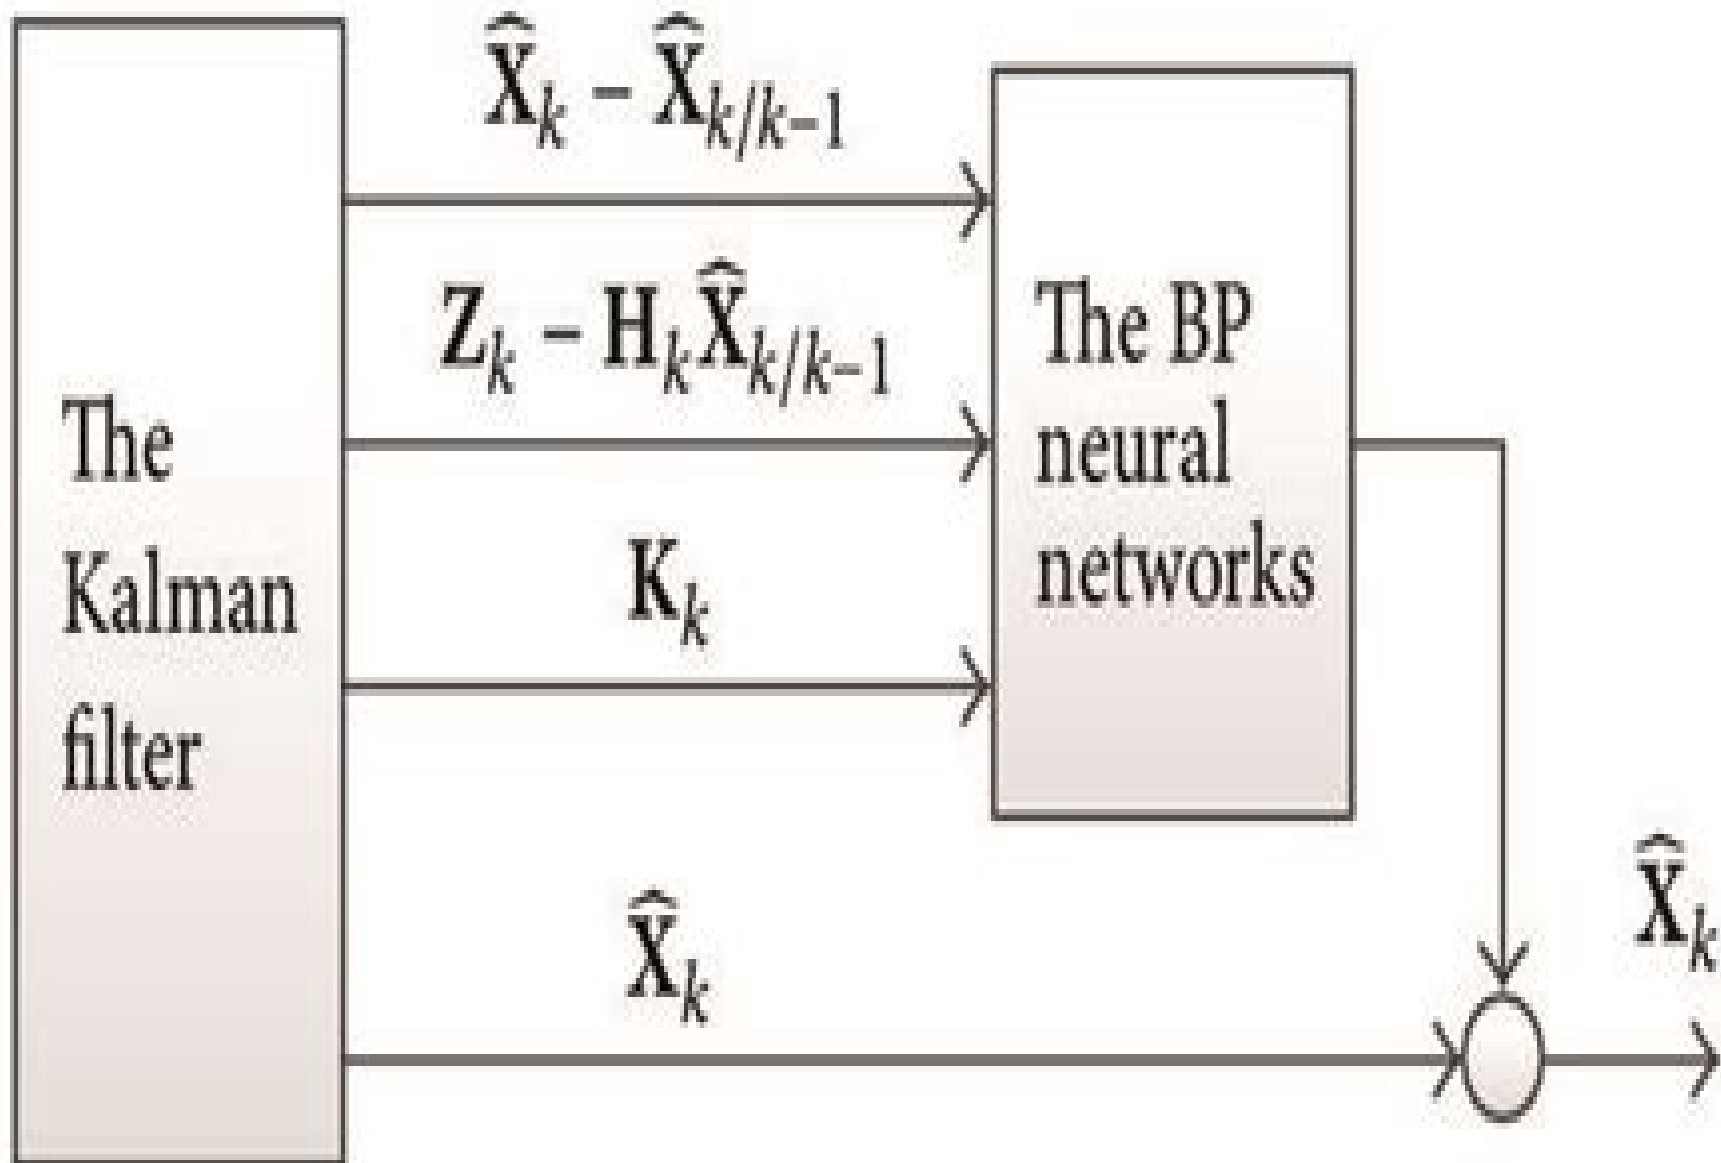 X̂k − X̂k/k−1
Zk − HkX̂k/k−1
Kk
X̂k
The
Kalman
filter
The BP
neural
networks
X̂k